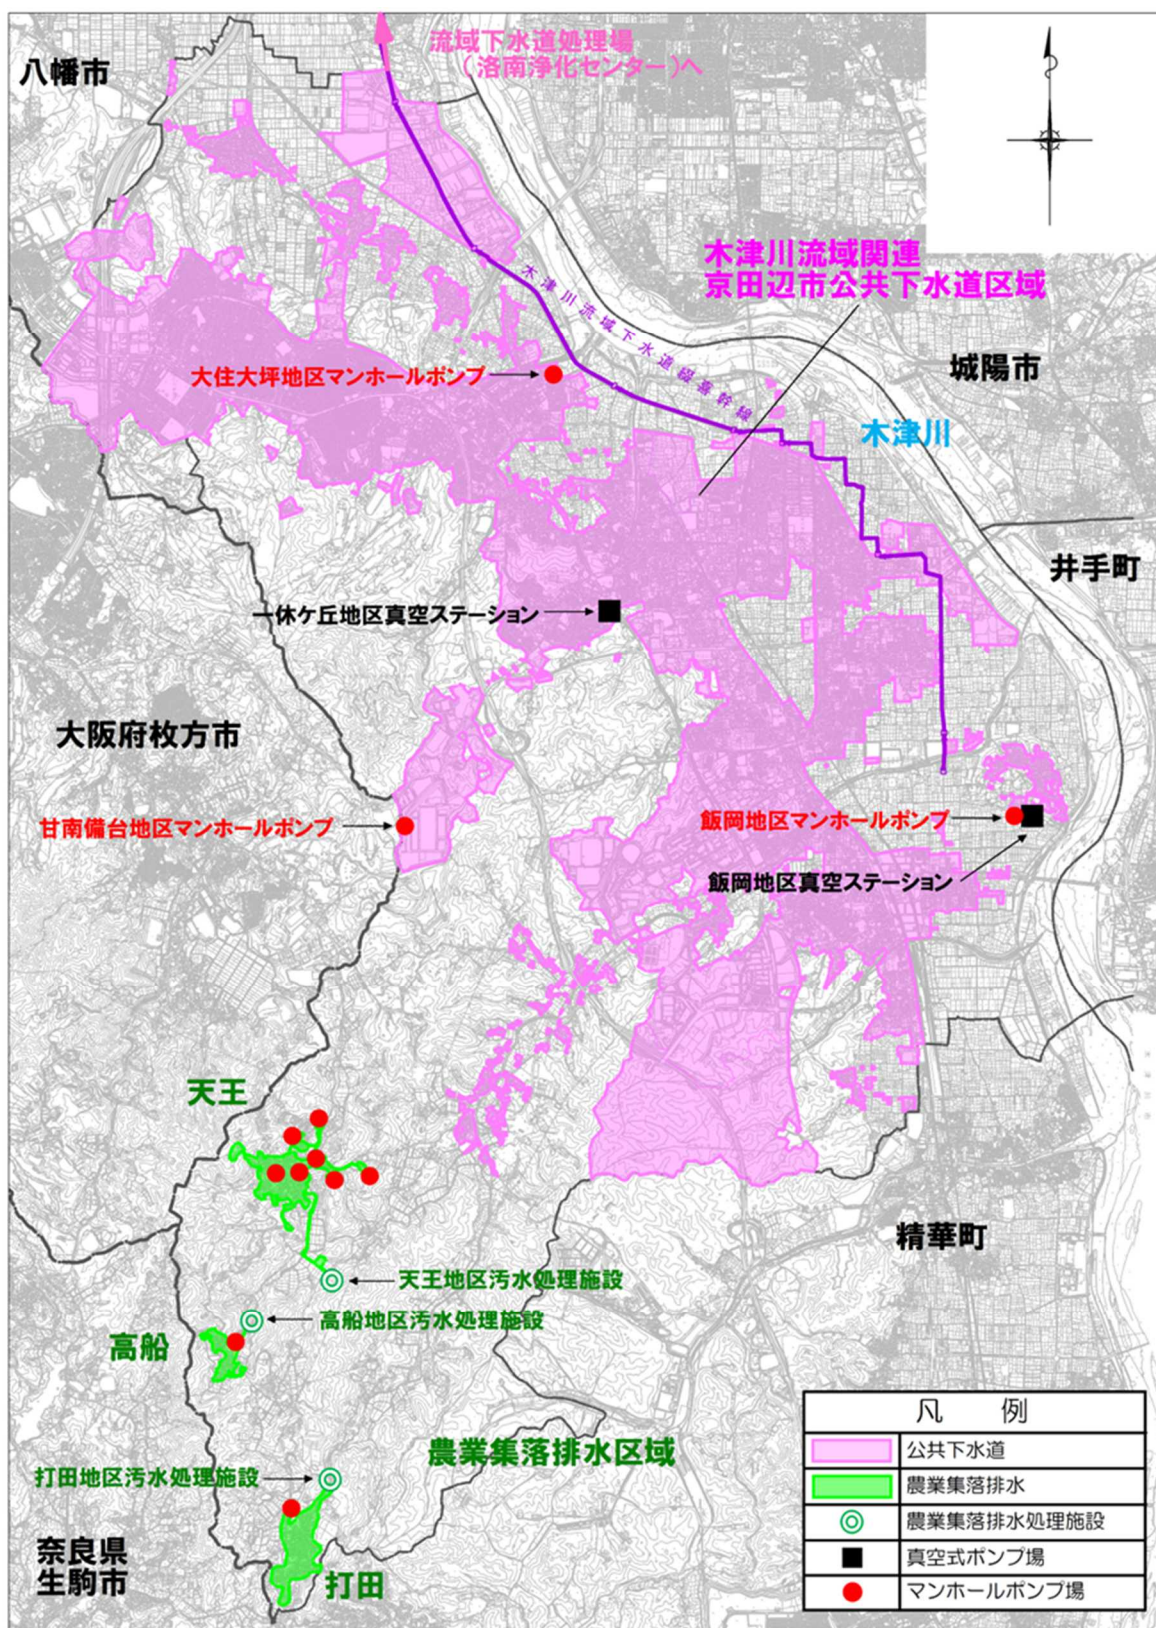 流域下水道処理場
(洛南浄化センター)へ
八幡市
木津川流域関連
京田辺市公共下水道区域
木津川流域下水道綴喜幹線
城陽市
大住大坪地区マンホールポンプ
木津川
井手町
一休ケ丘地区真空ステーション
大阪府枚方市
甘南備台地区マンホールポンプ
飯岡地区マンホールポンプ
飯岡地区真空ステーション
天王
精華町
天王地区汚水処理施設
高船地区汚水処理施設
高船
農業集落排水区域
打田地区汚水処理施設
奈良県
生駒市
打田
凡 例
公共下水道
農業集落排水
農業集落排水処理施設
真空式ポンプ場
マンホールポンプ場